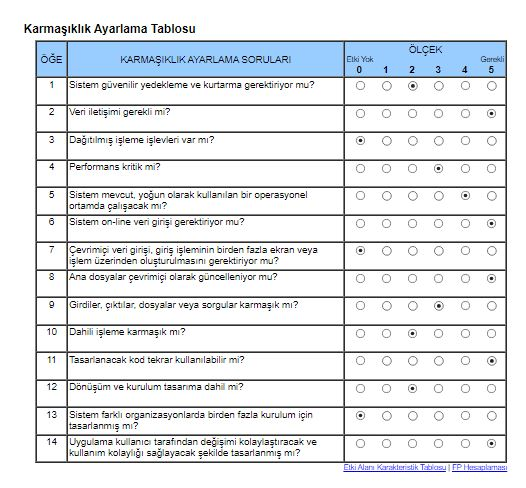 Karmaşıklık Ayarlama Tablosu
ÖĞE KARMAŞIKLIK AYARLAMA SORULARI ÖLÇEK
Etki Yok Gerekli
0 1 2 3 4 5
1 Sistem güvenilir yedekleme ve kurtarma gerektiriyor mu?
2 Veri iletişimi gerekli mi?
3 Dağıtılmış işleme işlevleri var mı?
4 Performans kritik mi?
5 Sistem mevcut, yoğun olarak kullanılan bir operasyonel
ortamda çalışacak mı?
6 Sistem on-line veri girişi gerektiriyor mu?
7 Çevrimiçi veri girişi, giriş işleminin birden fazla ekran veya
işlem üzerinden oluşturulmasını gerektiriyor mu?
8 Ana dosyalar çevrimiçi olarak güncelleniyor mu?
9 Girdiler, çıktılar, dosyalar veya sorgular karmaşık mı?
10 Dahili işleme karmaşık mı?
11 Tasarlanacak kod tekrar kullanılabilir mi?
12 Dönüşüm ve kurulum tasarıma dahil mi?
13 Sistem farklı organizasyonlarda birden fazla kurulum için
tasarlanmış mı?
14 Uygulama kullanıcı tarafından değişimi kolaylaştıracak ve
kullanım kolaylığı sağlayacak şekilde tasarlanmış mı?
Etki Alanı Karakteristik Tablosu | FP Hesaplaması